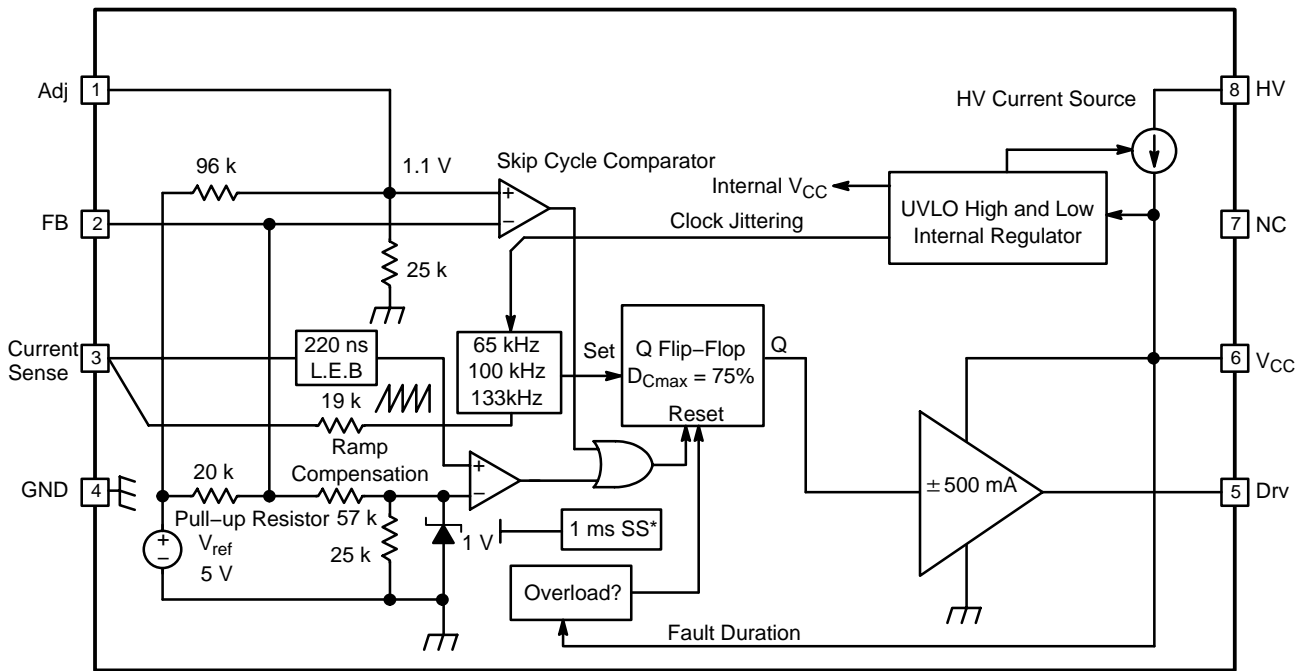 Adj
1
8
HV
HV Current Source
96 k
1.1 V
Skip Cycle Comparator
+
−
Internal VCC
UVLO High and Low
Internal Regulator
FB
2
7
NC
Clock Jittering
25 k
Current
Sense
3
220 ns
L.E.B
65 kHz
100 kHz
133kHz
Set
Q Flip−Flop
DCmax = 75%
Reset
Q
6
VCC
19 k
Ramp
Compensation
+
−
GND
4
20 k
Pull−up Resistor
57 k
25 k
+
−
Vref
5 V
1 V
1 ms SS*
± 500 mA
5
Drv
Overload?
Fault Duration